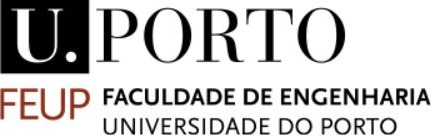 U. PORTO
FEUP FACULDADE DE ENGENHARIA
UNIVERSIDADE DO PORTO